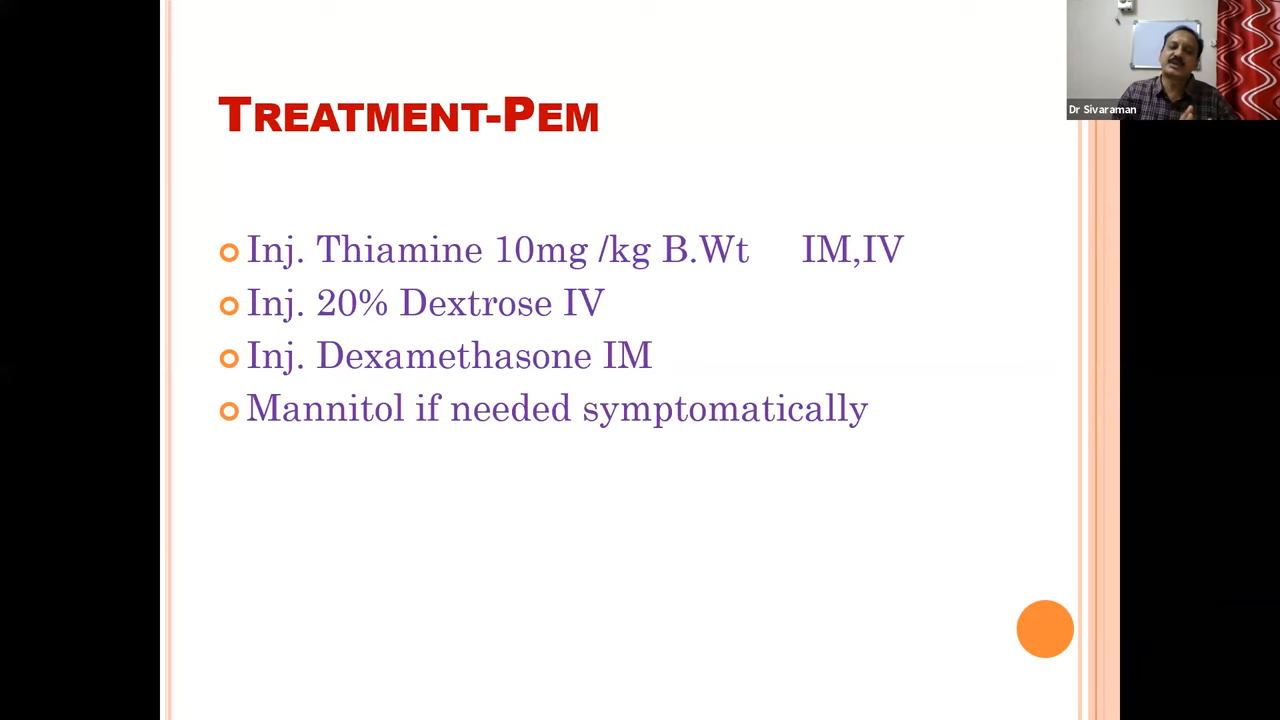 Dr Sivaraman
TREATMENT-PEM
Inj. Thiamine 10mg /kg B.Wt IM,IV
Inj. 20% Dextrose IV
Inj. Dexamethasone IM
Mannitol if needed symptomatically